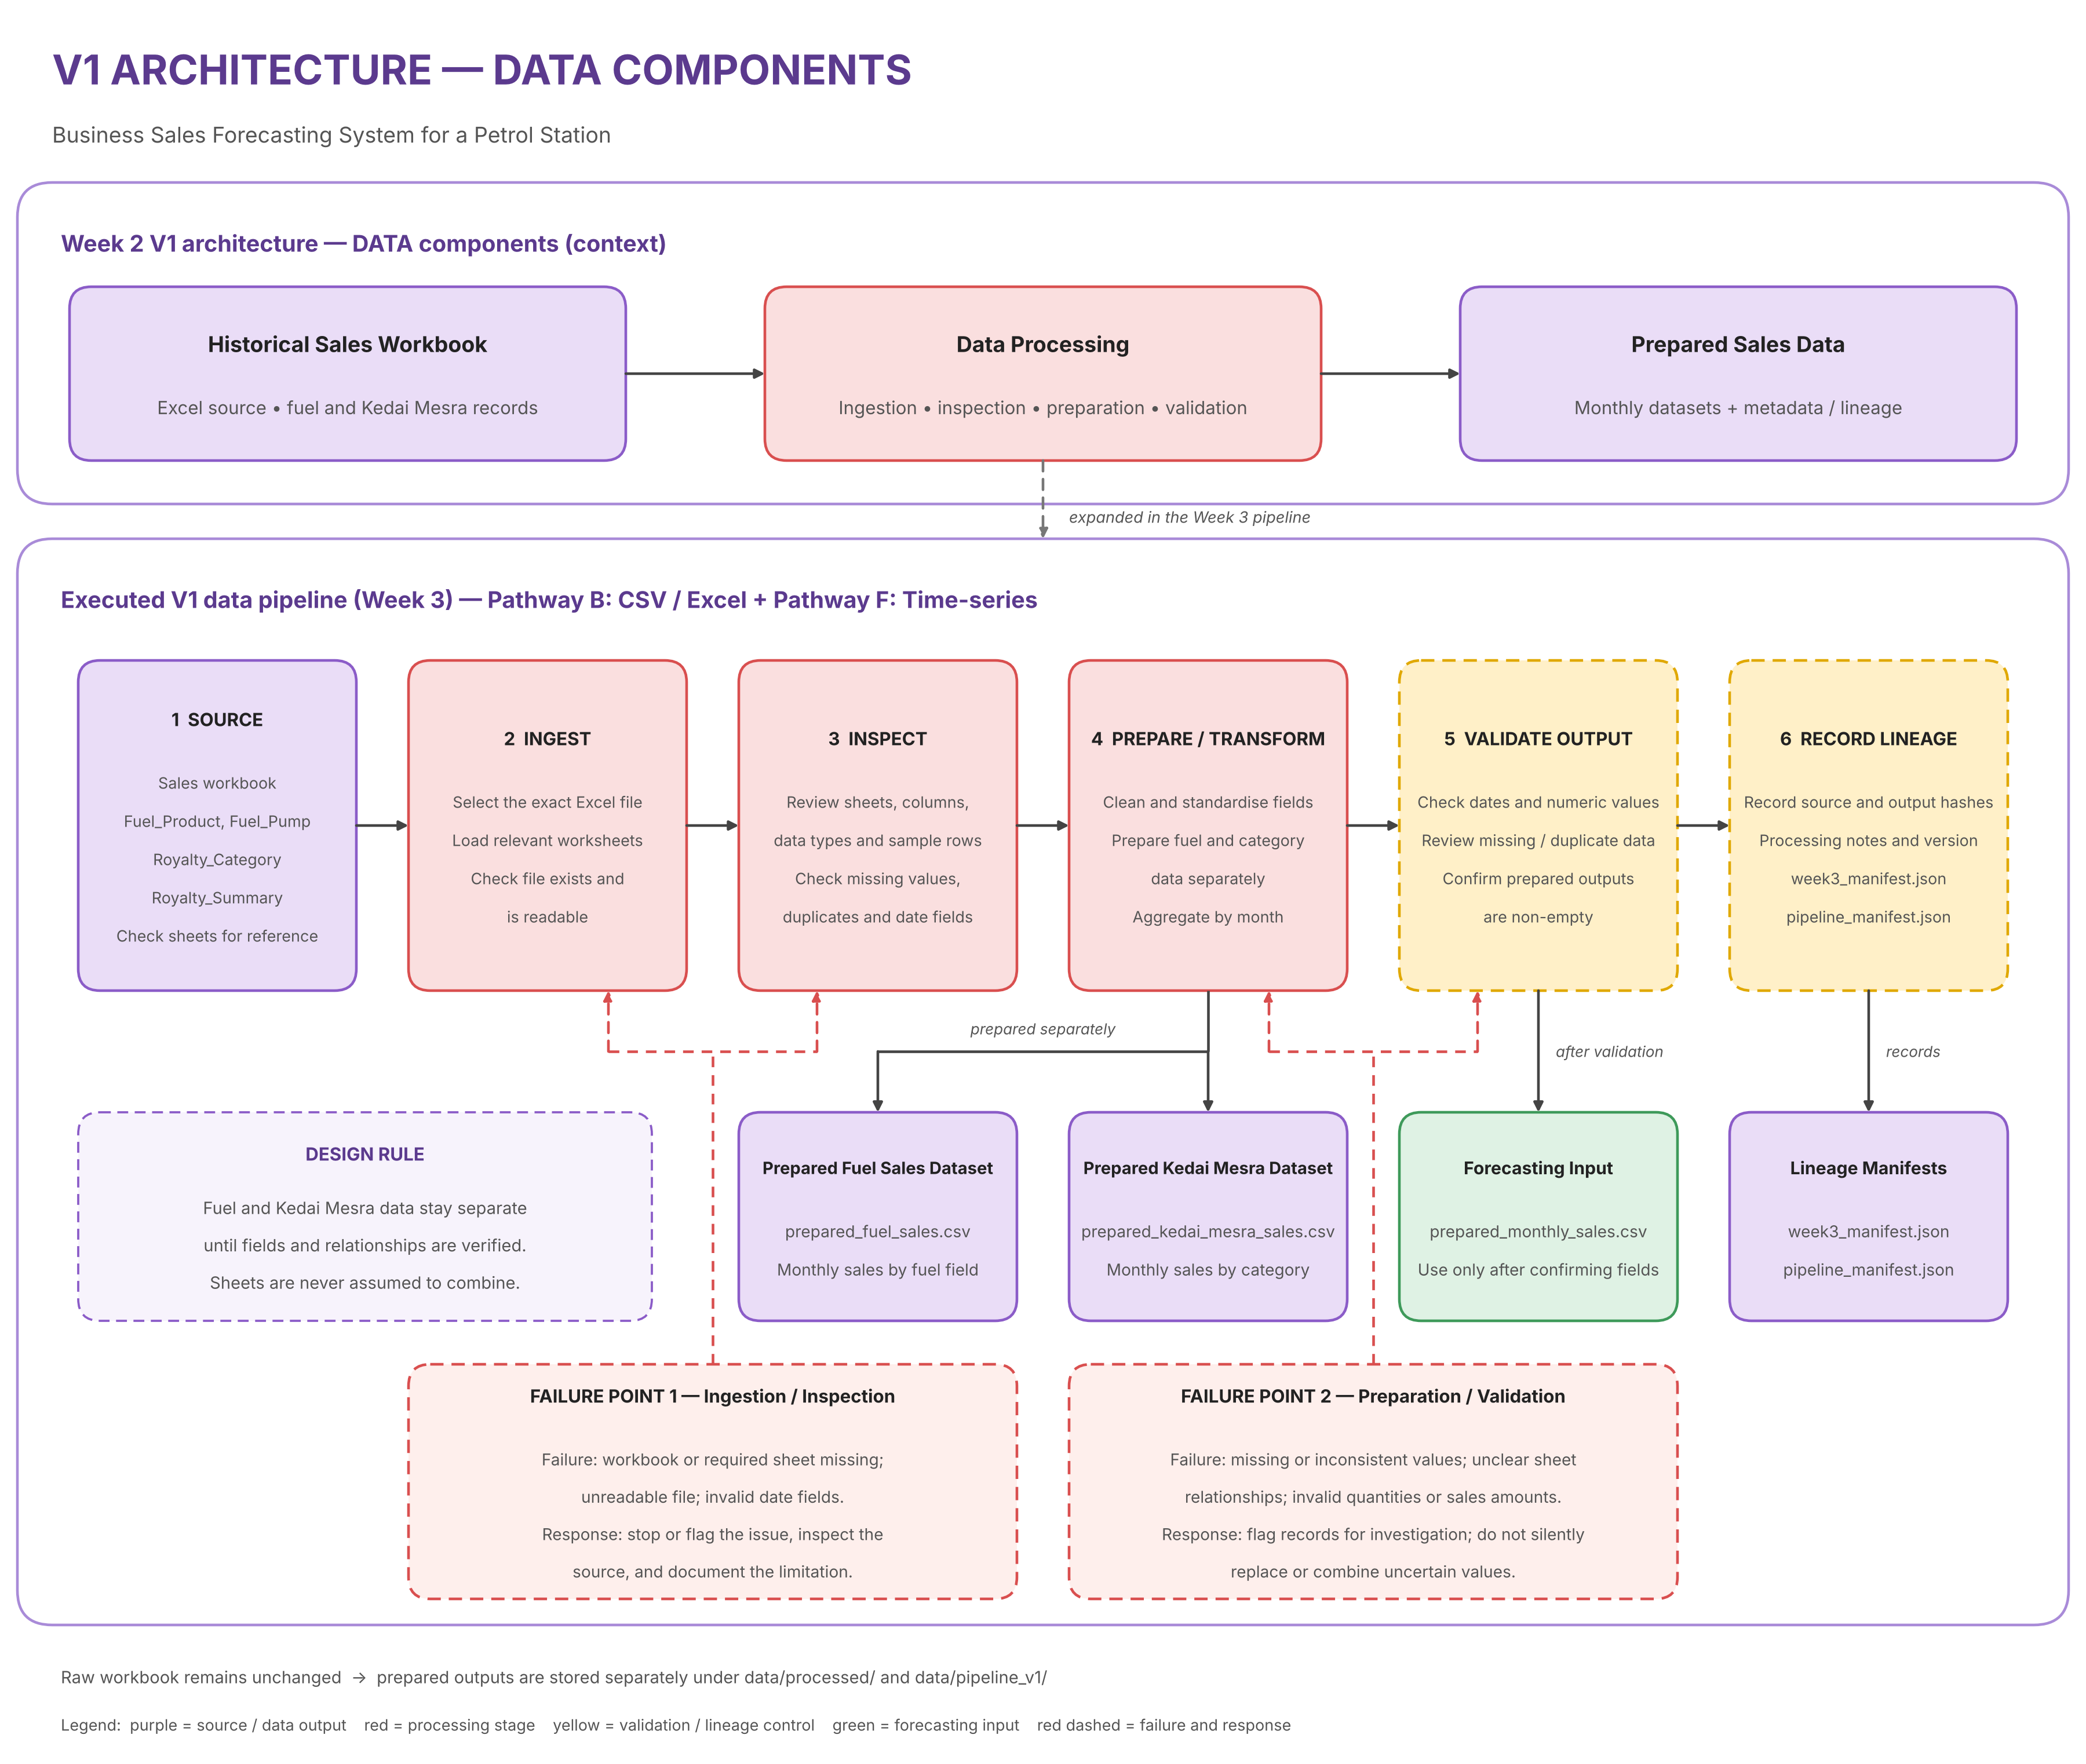 V1 ARCHITECTURE — DATA COMPONENTS
Business Sales Forecasting System for a Petrol Station
Week 2 V1 architecture — DATA components (context)
Historical Sales Workbook
Excel source • fuel and Kedai Mesra records
Data Processing
Ingestion • inspection • preparation • validation
Prepared Sales Data
Monthly datasets + metadata / lineage
expanded in the Week 3 pipeline
Executed V1 data pipeline (Week 3) — Pathway B: CSV / Excel + Pathway F: Time-series
1 SOURCE
Sales workbook
Fuel_Product, Fuel_Pump
Royalty_Category
Royalty_Summary
Check sheets for reference
2 INGEST
Select the exact Excel file
Load relevant worksheets
Check file exists and
is readable
3 INSPECT
Review sheets, columns,
data types and sample rows
Check missing values,
duplicates and date fields
4 PREPARE / TRANSFORM
Clean and standardise fields
Prepare fuel and category
data separately
Aggregate by month
5 VALIDATE OUTPUT
Check dates and numeric values
Review missing / duplicate data
Confirm prepared outputs
are non-empty
6 RECORD LINEAGE
Record source and output hashes
Processing notes and version
week3_manifest.json
pipeline_manifest.json
prepared separately
after validation
records
DESIGN RULE
Fuel and Kedai Mesra data stay separate
until fields and relationships are verified.
Sheets are never assumed to combine.
Prepared Fuel Sales Dataset
prepared_fuel_sales.csv
Monthly sales by fuel field
Prepared Kedai Mesra Dataset
prepared_kedai_mesra_sales.csv
Monthly sales by category
Forecasting Input
prepared_monthly_sales.csv
Use only after confirming fields
Lineage Manifests
week3_manifest.json
pipeline_manifest.json
FAILURE POINT 1 — Ingestion / Inspection
Failure: workbook or required sheet missing;
unreadable file; invalid date fields.
Response: stop or flag the issue, inspect the
source, and document the limitation.
FAILURE POINT 2 — Preparation / Validation
Failure: missing or inconsistent values; unclear sheet
relationships; invalid quantities or sales amounts.
Response: flag records for investigation; do not silently
replace or combine uncertain values.
Raw workbook remains unchanged → prepared outputs are stored separately under data/processed/ and data/pipeline_v1/
Legend: purple = source / data output red = processing stage yellow = validation / lineage control green = forecasting input red dashed = failure and response